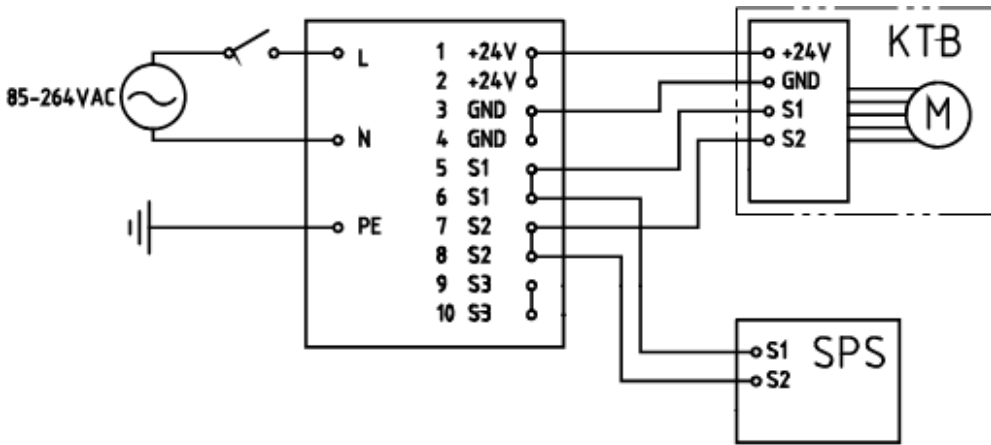 85-264VAC
L
N
PE
1 +24V
2 +24V
3 GND
4 GND
5 S1
6 S1
7 S2
8 S2
9 S3
10 S3
KTB
+24V
GND
S1
S2
M
SPS
S1
S2